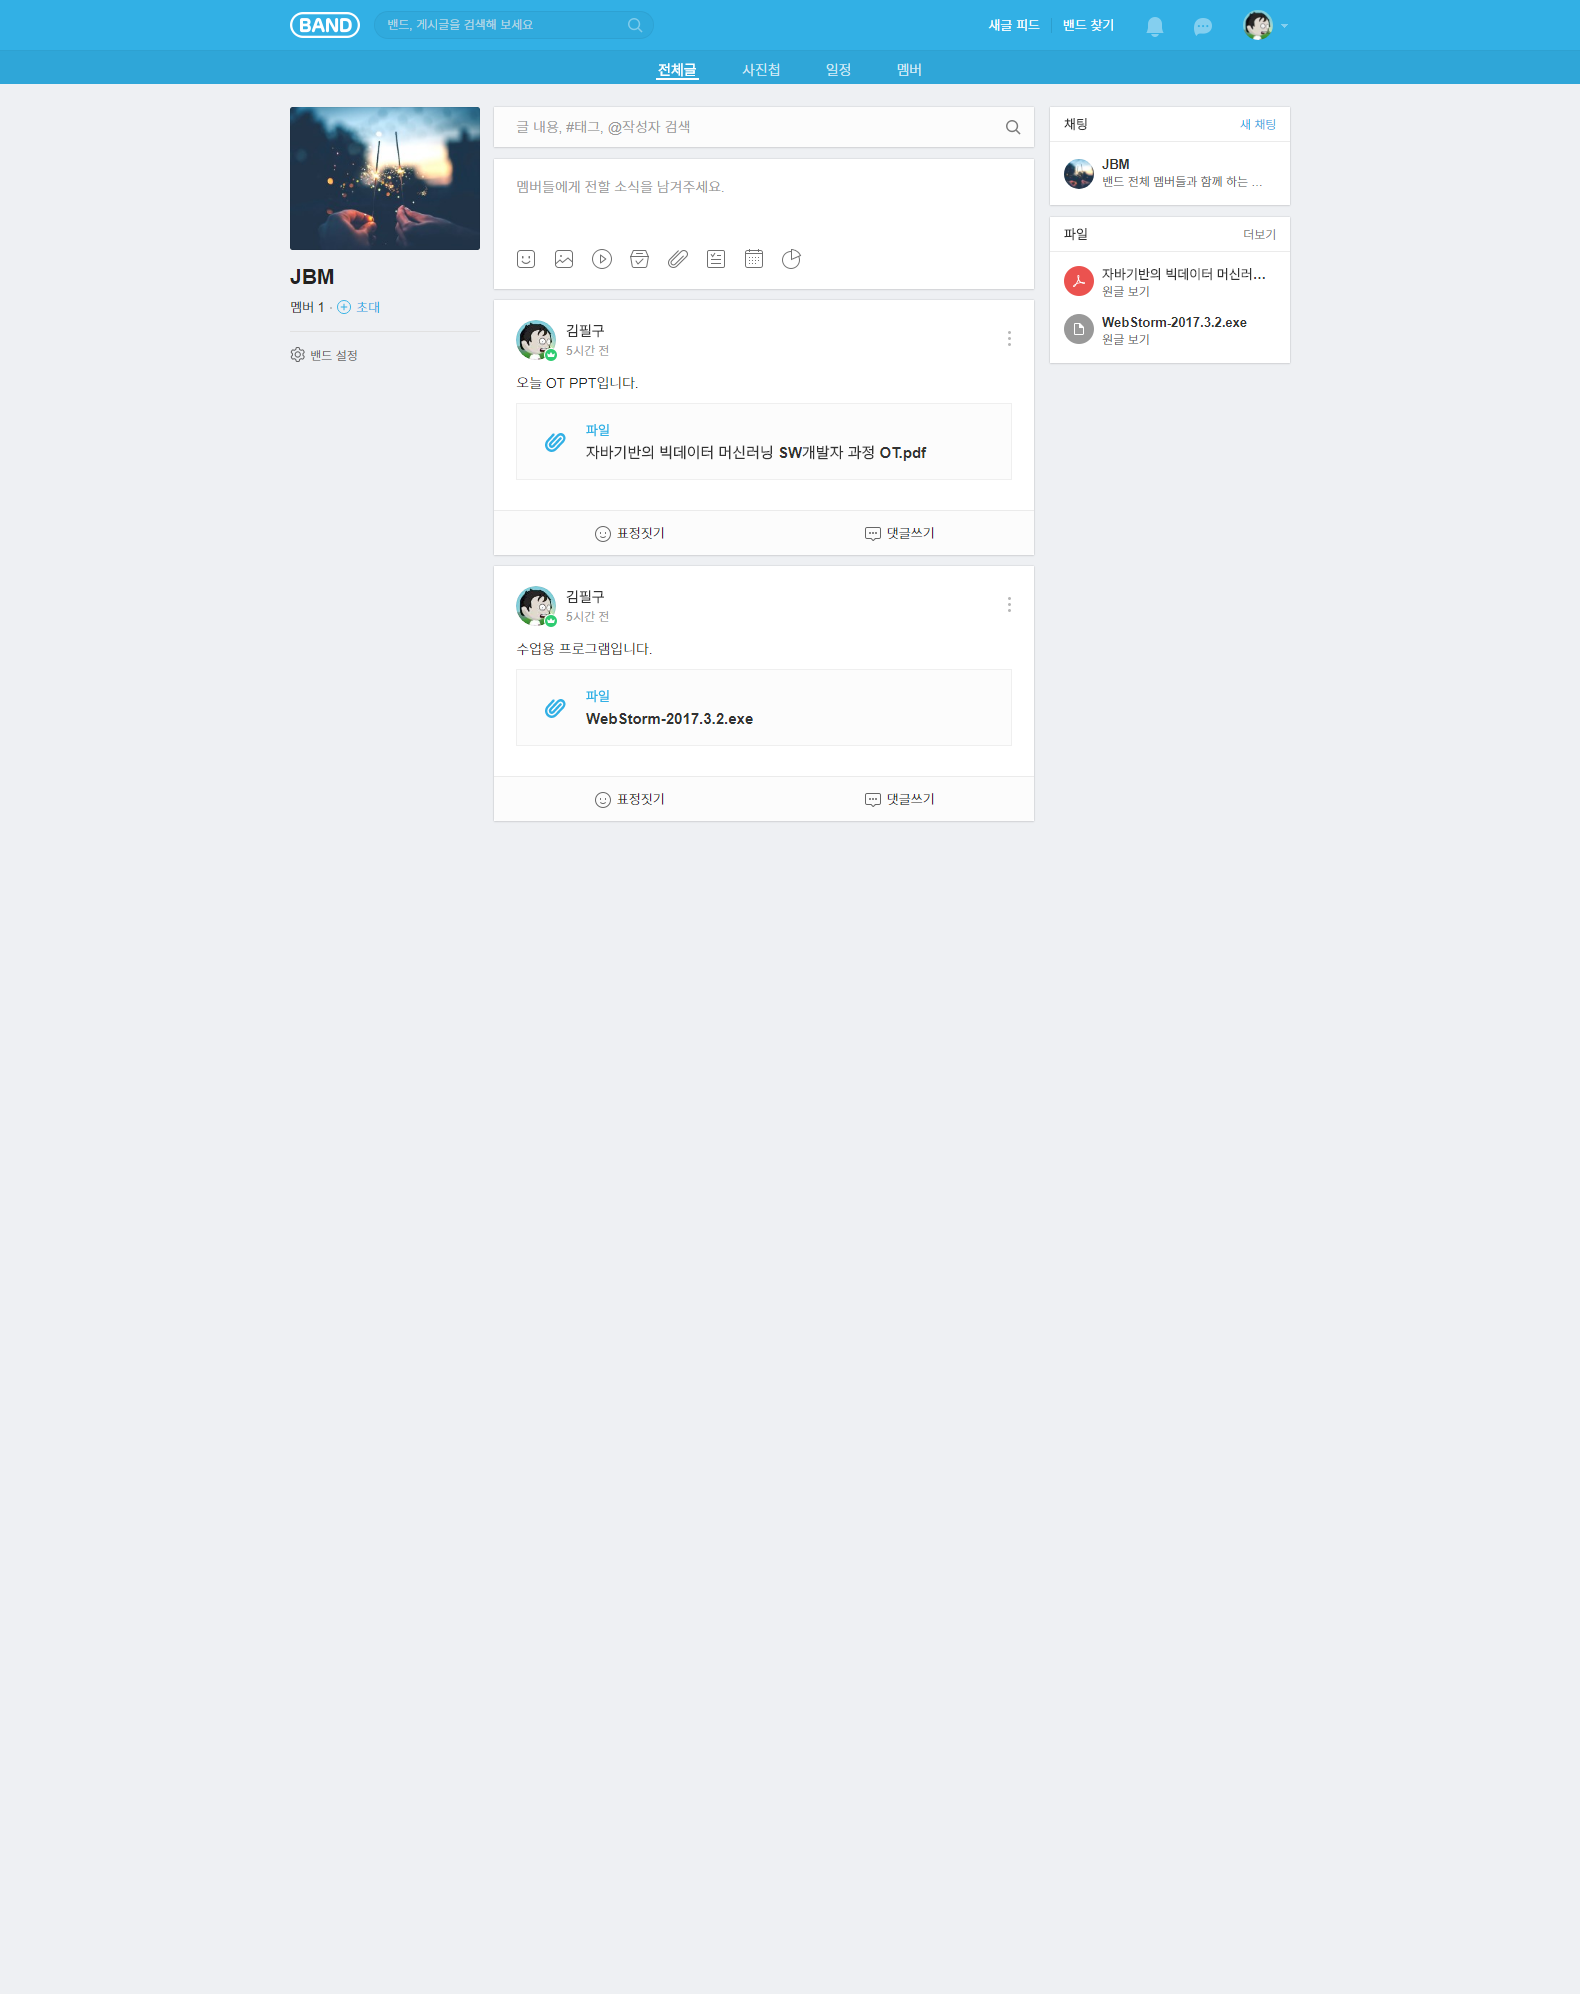 BAND
밴드, 게시글을 검색해 보세요
새글 피드
밴드 찾기
전체글
사진첩
일정
멤버
JBM
멤버 1 · 초대
밴드 설정
글 내용, #태그, @작성자 검색
멤버들에게 전할 소식을 남겨주세요.
김필구
5시간 전
오늘 OT PPT입니다.
파일
자바기반의 빅데이터 머신러닝 SW개발자 과정 OT.pdf
표정짓기
댓글쓰기
김필구
5시간 전
수업용 프로그램입니다.
파일
WebStorm-2017.3.2.exe
표정짓기
댓글쓰기
채팅
새 채팅
JBM
밴드 전체 멤버들과 함께 하는 ...
파일
더보기
자바기반의 빅데이터 머신러...
원글 보기
WebStorm-2017.3.2.exe
원글 보기